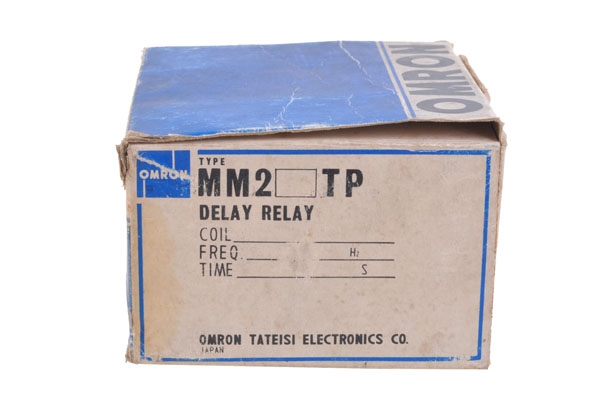 OMRON
OMRON
TYPE
MM2□TP
DELAY RELAY
COIL
FREQ. Hz
TIME S
OMRON TATEISI ELECTRONICS CO.
JAPAN